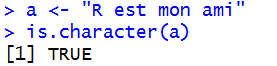 > a <- "R est mon ami"
> is.character(a)
[1] TRUE